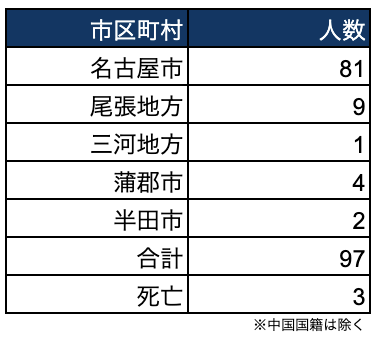 市区町村 人数
名古屋市 81
尾張地方 9
三河地方 1
蒲郡市 4
半田市 2
合計 97
死亡 3
※中国国籍は除く